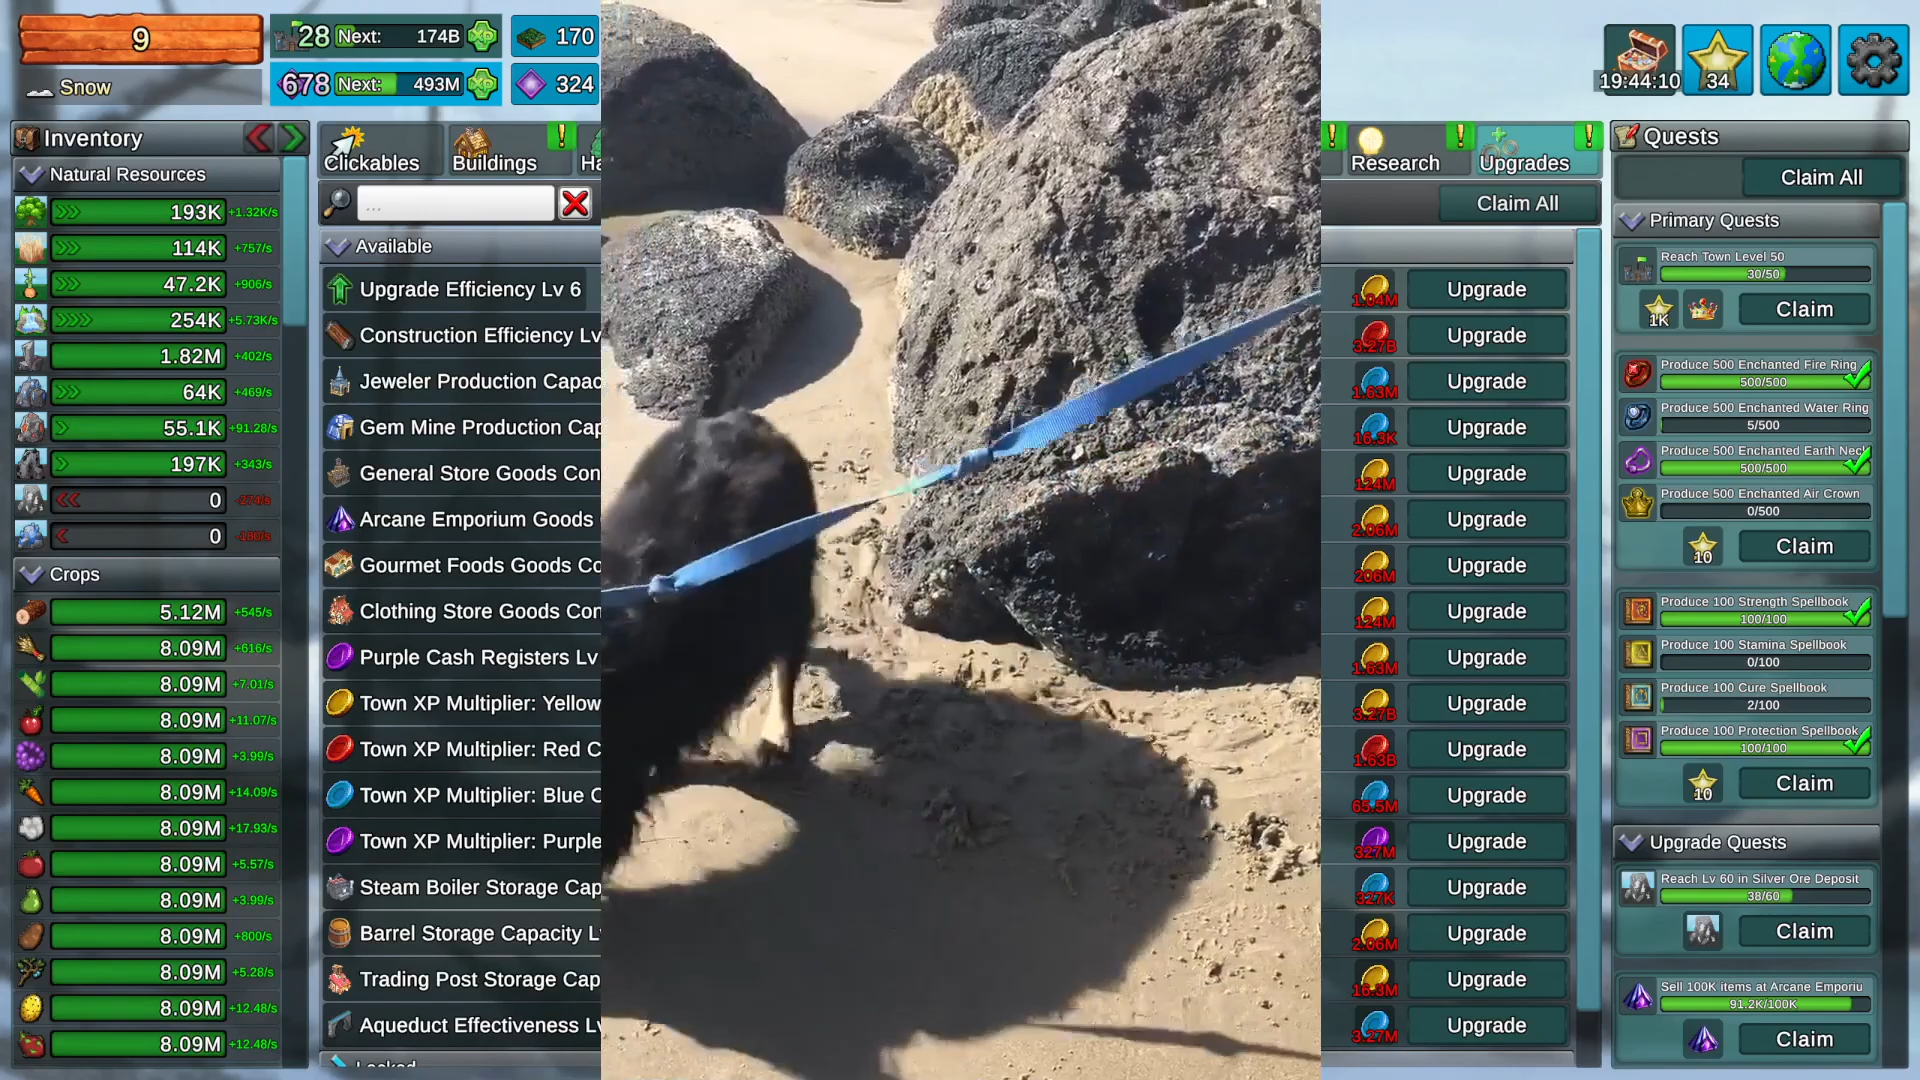 9
Snow
28 Next: 174B
678 Next: 493M
170
324
19:44:10
34
Inventory
Natural Resources
193K +1.32K/s
114K +757/s
47.2K +906/s
254K +5.73K/s
1.82M +402/s
64K +469/s
55.1K +91.28/s
197K +343/s
0 -274/s
0 -180/s
Crops
5.12M +545/s
8.09M +616/s
8.09M +7.01/s
8.09M +11.07/s
8.09M +3.99/s
8.09M +14.09/s
8.09M +17.93/s
8.09M +5.57/s
8.09M +3.99/s
8.09M +800/s
8.09M +5.28/s
8.09M +12.48/s
8.09M +12.48/s
Clickables
Buildings
Ha
...
Available
Upgrade Efficiency Lv 6
Construction Efficiency Lv
Jeweler Production Capac
Gem Mine Production Cap
General Store Goods Con
Arcane Emporium Goods
Gourmet Foods Goods Co
Clothing Store Goods Con
Purple Cash Registers Lv
Town XP Multiplier: Yellow
Town XP Multiplier: Red C
Town XP Multiplier: Blue C
Town XP Multiplier: Purple
Steam Boiler Storage Cap
Barrel Storage Capacity Lv
Trading Post Storage Cap
Aqueduct Effectiveness Lv
Locked
Research
Upgrades
Claim All
1.04M Upgrade
3.27B Upgrade
1.63M Upgrade
16.3K Upgrade
124M Upgrade
2.06M Upgrade
206M Upgrade
124M Upgrade
1.63M Upgrade
3.27B Upgrade
1.63B Upgrade
65.5M Upgrade
327M Upgrade
327K Upgrade
2.06M Upgrade
16.3M Upgrade
3.27M Upgrade
Quests
Claim All
Primary Quests
Reach Town Level 50
30/50
1K Claim
Produce 500 Enchanted Fire Ring
500/500
Produce 500 Enchanted Water Ring
5/500
Produce 500 Enchanted Earth Neck
500/500
Produce 500 Enchanted Air Crown
0/500
10 Claim
Produce 100 Strength Spellbook
100/100
Produce 100 Stamina Spellbook
0/100
Produce 100 Cure Spellbook
2/100
Produce 100 Protection Spellbook
100/100
10 Claim
Upgrade Quests
Reach Lv 60 in Silver Ore Deposit
38/60
Claim
Sell 100K items at Arcane Emporiu
91.2K/100K
Claim